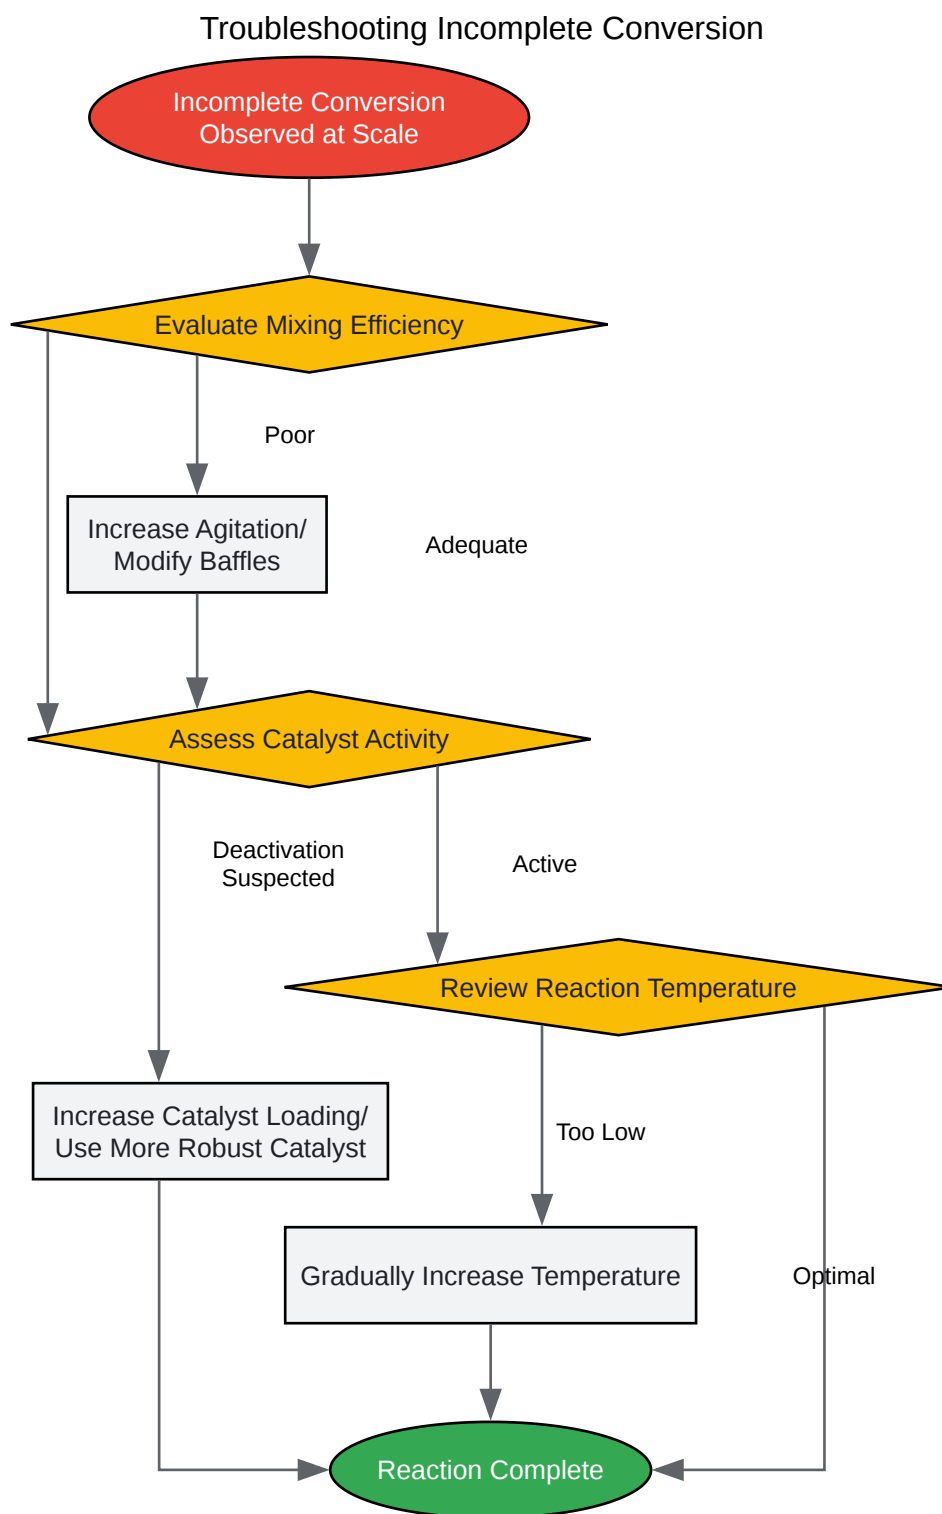 Troubleshooting Incomplete Conversion
Incomplete Conversion
Observed at Scale
Evaluate Mixing Efficiency
Poor
Increase Agitation/
Modify Baffles
Adequate
Assess Catalyst Activity
Deactivation
Suspected
Active
Review Reaction Temperature
Increase Catalyst Loading/
Use More Robust Catalyst
Too Low
Gradually Increase Temperature
Optimal
Reaction Complete